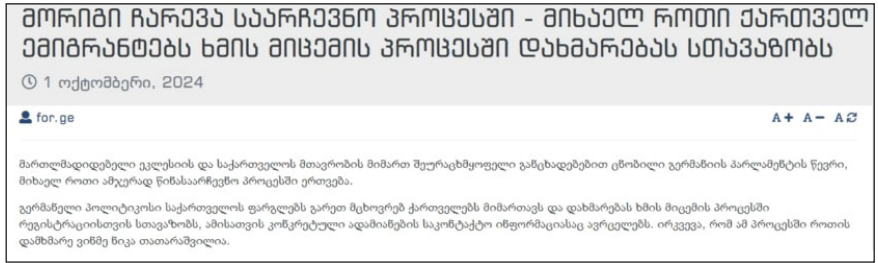 მორიგი ჩარევა საარჩევნო პროცესში - მიხაელ როთი ქართველ
ემიგრანტებს ხმის მიცემის პროცესში დახმარებას სთავაზობს
1 ოქტომბერი, 2024
for.ge
A+ A− A
მართლმადიდებელი ეკლესიის და საქართველოს მთავრობის მიმართ შეურაცხმყოფელი განცხადებებით ცნობილი გერმანიის პარლამენტის წევრი,
მიხაელ როთი ამჯერად წინასაარჩევნო პროცესში ერთვება.
გერმანელი პოლიტიკოსი საქართველოს ფარგლებს გარეთ მცხოვრებ ქართველებს მიმართავს და დახმარებას ხმის მიცემის პროცესში
რეგისტრაციისთვის სთავაზობს, ამისათვის კონკრეტული ადამიანების საკონტაქტო ინფორმაციასაც ავრცელებს. ირკვევა, რომ ამ პროცესში როთის
დამხმარე ვინმე ნიკა თათარაშვილია.